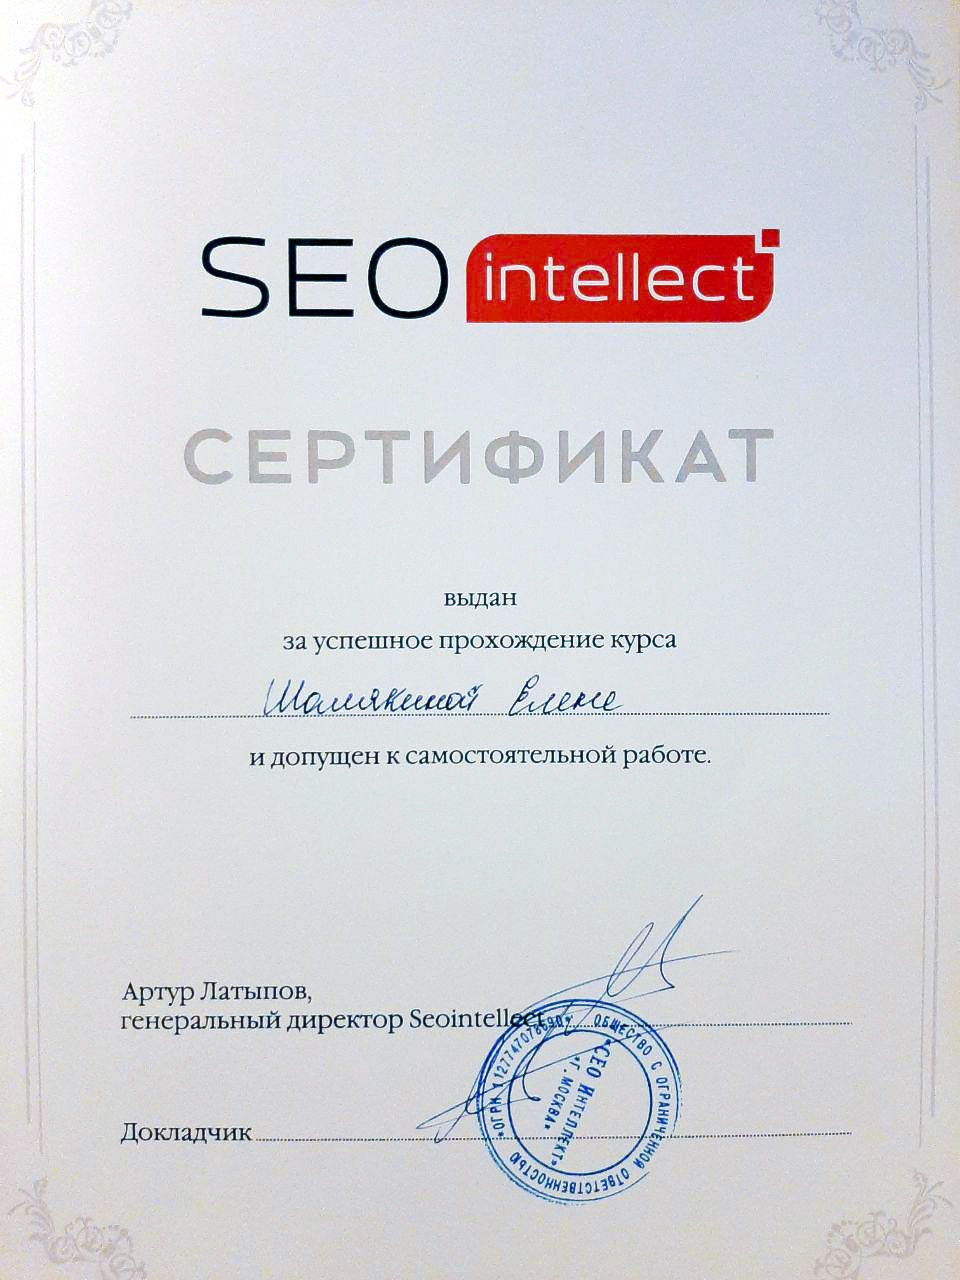 SEO intellect
СЕРТИФИКАТ
выдан
за успешное прохождение курса
Шамякиной Елене
и допущен к самостоятельной работе.
Артур Латыпов,
генеральный директор Seointellect
Докладчик
ОБЩЕСТВО С ОГРАНИЧЕННОЙ ОТВЕТСТВЕННОСТЬЮ
*ОГРН
"СЕО Интеллект"
*Г. МОСКВА*